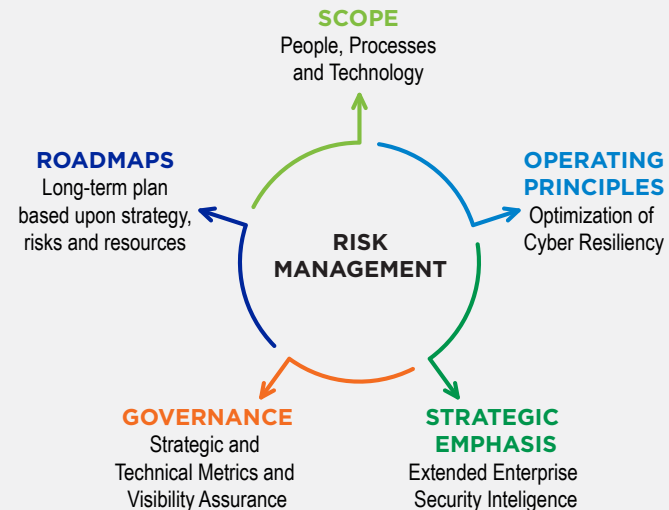 SCOPE
People, Processes
and Technology
OPERATING
PRINCIPLES
Optimization of
Cyber Resiliency
STRATEGIC
EMPHASIS
Extended Enterprise
Security Inteligence
GOVERNANCE
Strategic and
Technical Metrics and
Visibility Assurance
ROADMAPS
Long-term plan
based upon strategy,
risks and resources
RISK
MANAGEMENT